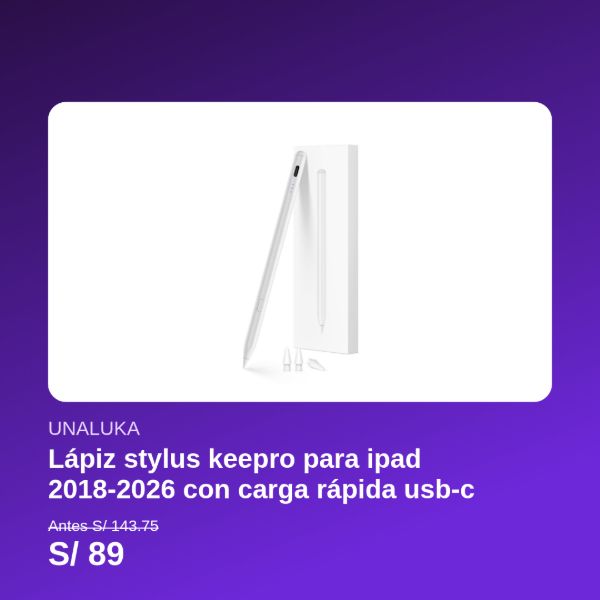 UNALUKA
Lápiz stylus keepro para ipad
2018-2026 con carga rápida usb-c
Antes S/ 143.75
S/ 89